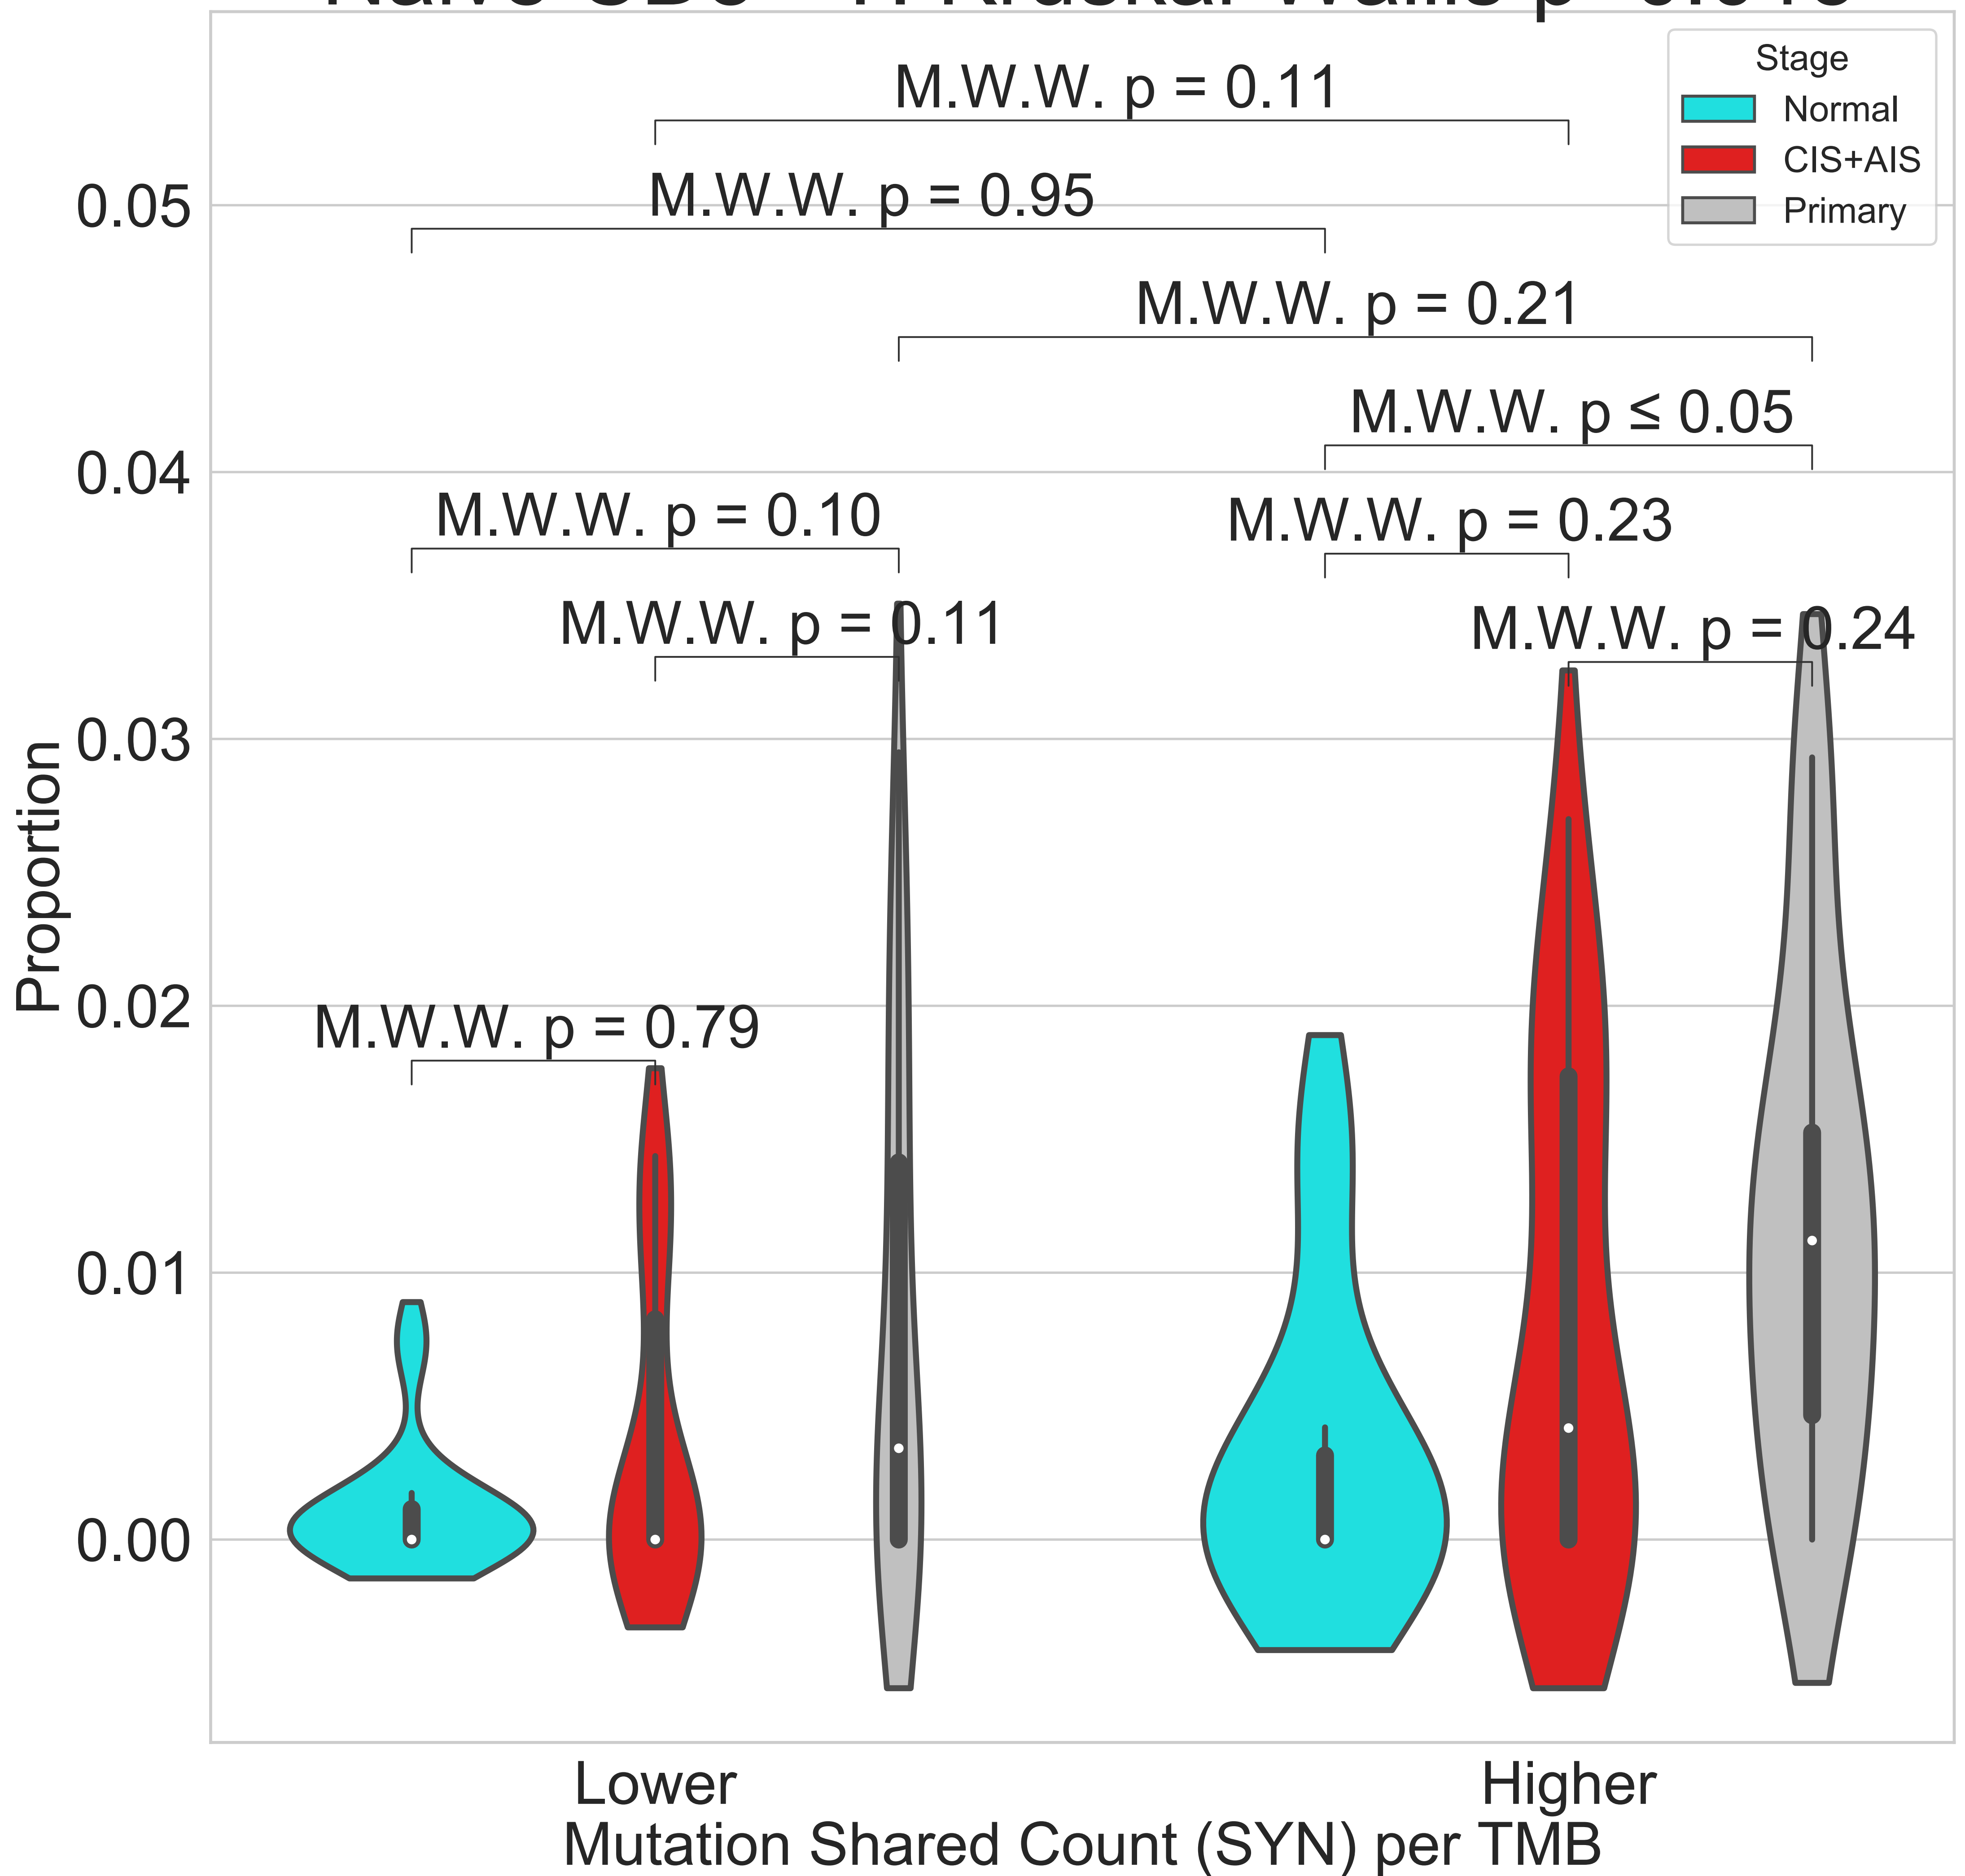 M.W.W. p = 0.11
Stage
Normal
CIS+AIS
Primary
M.W.W. p = 0.95
0.05
M.W.W. p = 0.21
M.W.W. p ≤ 0.05
0.04
M.W.W. p = 0.10
M.W.W. p = 0.23
M.W.W. p = 0.11
M.W.W. p = 0.24
0.03
Proportion
0.02
M.W.W. p = 0.79
0.01
0.00
Lower
Higher
Mutation Shared Count (SYN) per TMB